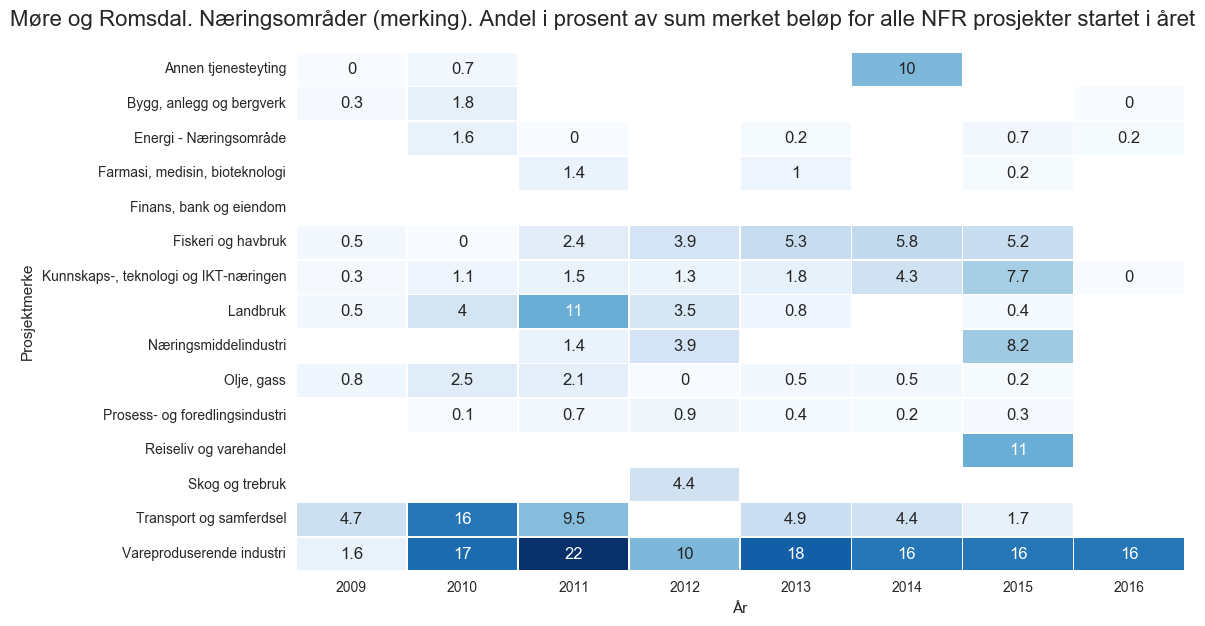 Møre og Romsdal. Næringsområder (merking). Andel i prosent av sum merket beløp for alle NFR prosjekter startet i året
Prosjektmerke
Annen tjenesteyting 0 0.7 10
Bygg, anlegg og bergverk 0.3 1.8 0
Energi - Næringsområde 1.6 0 0.2 0.7 0.2
Farmasi, medisin, bioteknologi 1.4 1 0.2
Finans, bank og eiendom
Fiskeri og havbruk 0.5 0 2.4 3.9 5.3 5.8 5.2
Kunnskaps-, teknologi og IKT-næringen 0.3 1.1 1.5 1.3 1.8 4.3 7.7 0
Landbruk 0.5 4 11 3.5 0.8 0.4
Næringsmiddelindustri 1.4 3.9 8.2
Olje, gass 0.8 2.5 2.1 0 0.5 0.5 0.2
Prosess- og foredlingsindustri 0.1 0.7 0.9 0.4 0.2 0.3
Reiseliv og varehandel 11
Skog og trebruk 4.4
Transport og samferdsel 4.7 16 9.5 4.9 4.4 1.7
Vareproduserende industri 1.6 17 22 10 18 16 16 16
2009 2010 2011 2012 2013 2014 2015 2016
År